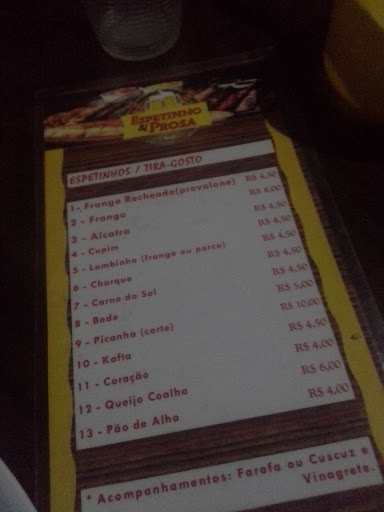 ESPETINHO
& PROSA
ESPETINHOS / TIRA-GOSTO
1- Frango Recheado(provolone) R$ 4,50
2 - Frango R$ 4,00
3 - Alcatra R$ 4,50
4 - Cupim R$ 4,50
5 - Lombinho (frango ou porco) R$ 4,50
6 - Charque R$ 4,50
7 - Carne do Sol R$ 4,50
8 - Bode R$ 5,00
9 - Picanha (corte) R$ 10,00
10 - Kafta R$ 4,50
11 - Coração R$ 4,00
12 - Queijo Coalho R$ 6,00
13 - Pão de Alho R$ 4,00
* Acompanhamentos: Farofa ou Cuscuz e
Vinagrete.